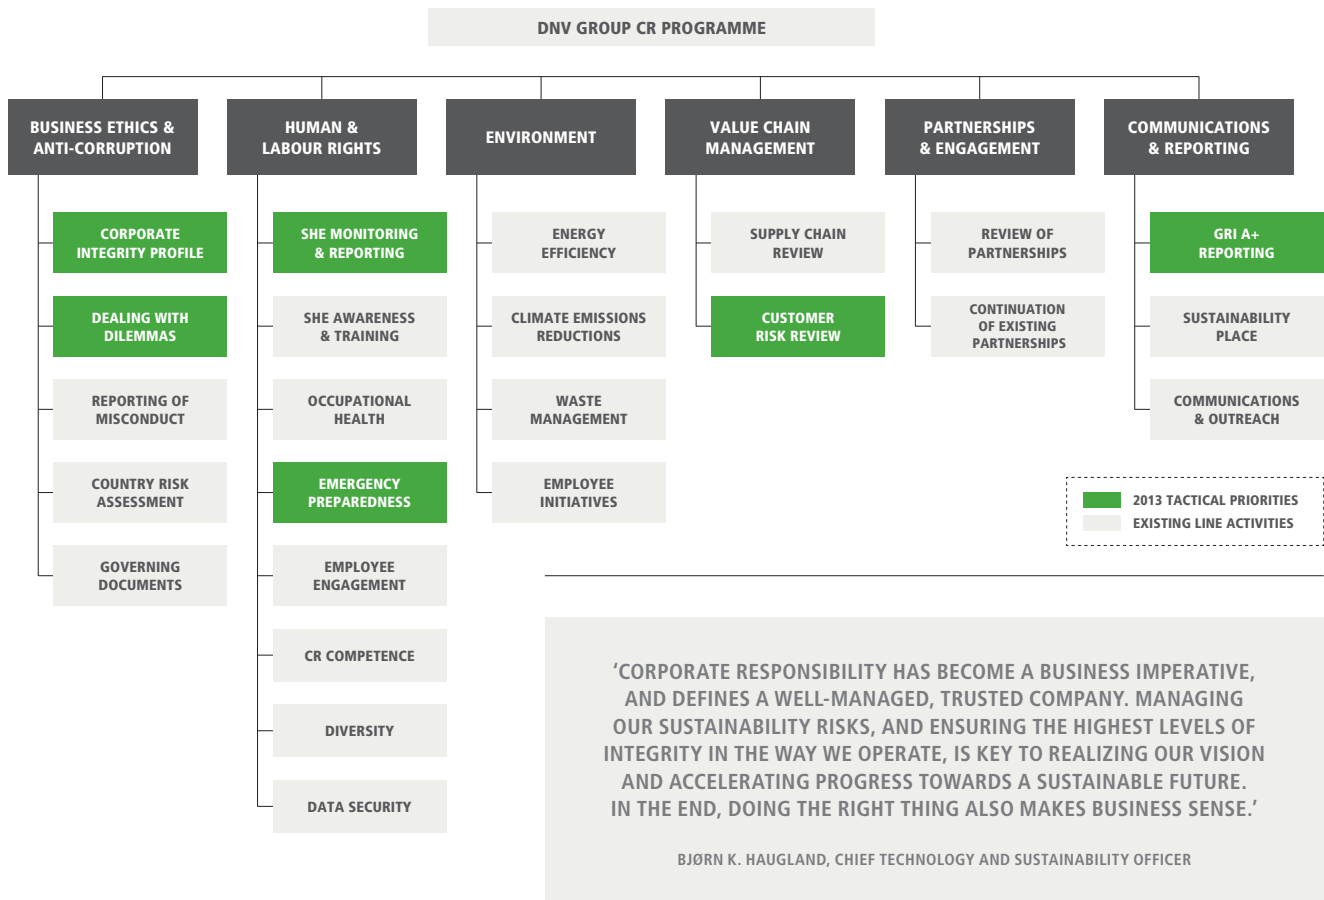 DNV GROUP CR PROGRAMME
BUSINESS ETHICS &
ANTI-CORRUPTION
CORPORATE
INTEGRITY PROFILE
DEALING WITH
DILEMMAS
REPORTING OF
MISCONDUCT
COUNTRY RISK
ASSESSMENT
GOVERNING
DOCUMENTS
HUMAN &
LABOUR RIGHTS
SHE MONITORING
& REPORTING
SHE AWARENESS
& TRAINING
OCCUPATIONAL
HEALTH
EMERGENCY
PREPAREDNESS
EMPLOYEE
ENGAGEMENT
CR COMPETENCE
DIVERSITY
DATA SECURITY
ENVIRONMENT
ENERGY
EFFICIENCY
CLIMATE EMISSIONS
REDUCTIONS
WASTE
MANAGEMENT
EMPLOYEE
INITIATIVES
VALUE CHAIN
MANAGEMENT
SUPPLY CHAIN
REVIEW
CUSTOMER
RISK REVIEW
PARTNERSHIPS
& ENGAGEMENT
REVIEW OF
PARTNERSHIPS
CONTINUATION
OF EXISTING
PARTNERSHIPS
COMMUNICATIONS
& REPORTING
GRI A+
REPORTING
SUSTAINABILITY
PLACE
COMMUNICATIONS
& OUTREACH
2013 TACTICAL PRIORITIES
EXISTING LINE ACTIVITIES
‘CORPORATE RESPONSIBILITY HAS BECOME A BUSINESS IMPERATIVE,
AND DEFINES A WELL-MANAGED, TRUSTED COMPANY. MANAGING
OUR SUSTAINABILITY RISKS, AND ENSURING THE HIGHEST LEVELS OF
INTEGRITY IN THE WAY WE OPERATE, IS KEY TO REALIZING OUR VISION
AND ACCELERATING PROGRESS TOWARDS A SUSTAINABLE FUTURE.
IN THE END, DOING THE RIGHT THING ALSO MAKES BUSINESS SENSE.’
BJØRN K. HAUGLAND, CHIEF TECHNOLOGY AND SUSTAINABILITY OFFICER